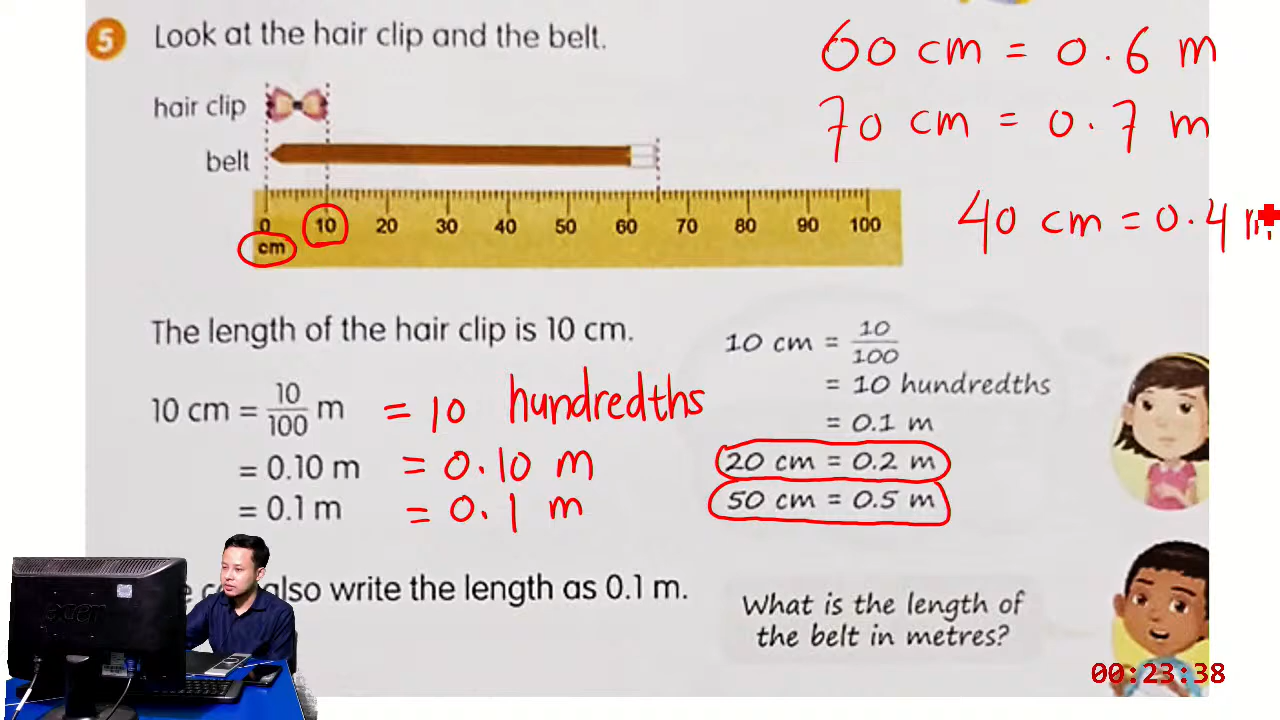 5 Look at the hair clip and the belt.
60 cm = 0.6 m
70 cm = 0.7 m
40 cm = 0.4
hair clip
belt
0 10 20 30 40 50 60 70 80 90 100
cm
The length of the hair clip is 10 cm.
10 cm = 10/100 m = 10 hundredths
= 0.10 m = 0.10 m
= 0.1 m = 0.1 m
10 cm = 10/100
= 10 hundredths
= 0.1 m
20 cm = 0.2 m
50 cm = 0.5 m
also write the length as 0.1 m.
What is the length of
the belt in metres?
00:23:38